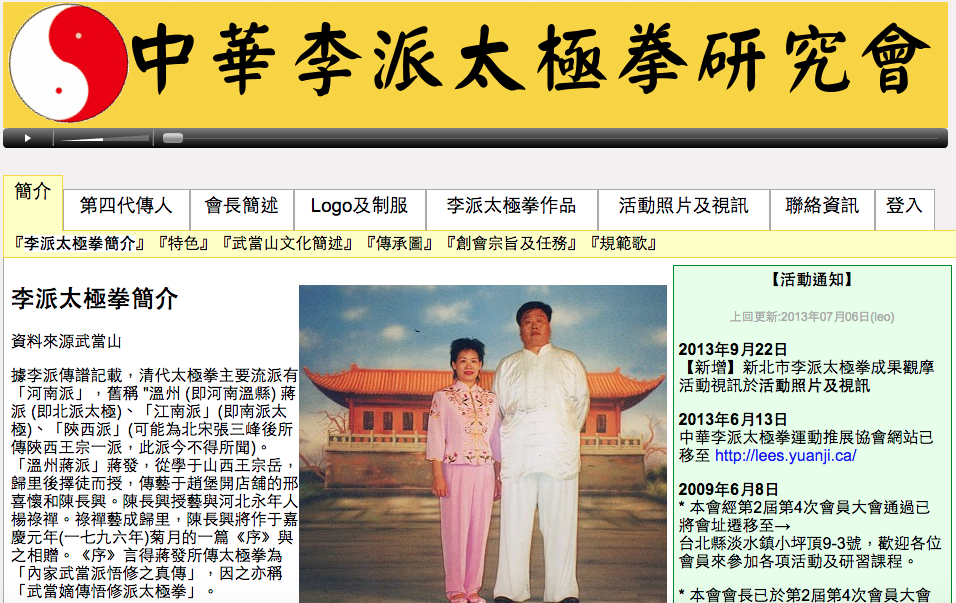 中華李派太極拳研究會
簡介
第四代傳人
會長簡述
Logo及制服
李派太極拳作品
活動照片及視訊
聯絡資訊
登入
『李派太極拳簡介』『特色』『武當山文化簡述』『傳承圖』『創會宗旨及任務』『規範歌』
李派太極拳簡介
資料來源武當山
據李派傳譜記載，清代太極拳主要流派有
「河南派」，舊稱 "溫州 (即河南溫縣) 蔣
派 (即北派太極)、「江南派」(即南派太
極)、「陝西派」(可能為北宋張三峰後所
傳陝西王宗一派，此派今不得所聞)。
「溫州蔣派」蔣發，從學于山西王宗岳，
歸里後擇徒而授，傳藝于趙堡開店舖的邢
喜懷和陳長興。陳長興授藝與河北永年人
楊祿禪。祿禪藝成歸里，陳長興將作于嘉
慶元年(一七九六年)菊月的一篇《序》與
之相贈。《序》言得蔣發所傳太極拳為
「內家武當派悟修之真傳」，因之亦稱
「武當嫡傳悟修派太極拳」。
【活動通知】
上回更新:2013年07月06日(leo)
2013年9月22日
【新增】新北市李派太極拳成果觀摩
活動視訊於活動照片及視訊
2013年6月13日
中華李派太極拳運動推展協會網站已
移至 http://lees.yuanji.ca/
2009年6月8日
* 本會經第2屆第4次會員大會通過已
將會址遷移至→
台北縣淡水鎮小坪頂9-3號，歡迎各位
會員來參加各項活動及研習課程。
* 本會會長已於第2屆第4次會員大會